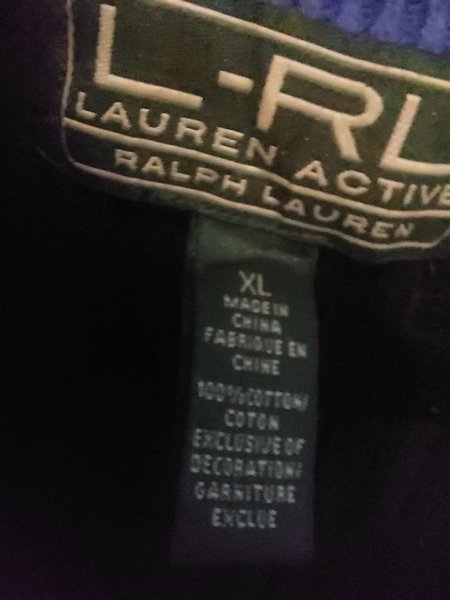 L-RL
LAUREN ACTIVE
RALPH LAUREN
XL
MADE IN
CHINA
FABRIQUE EN
CHINE
100% COTTON/
COTON
EXCLUSIVE OF
DECORATION/
GARNITURE
EXCLUE